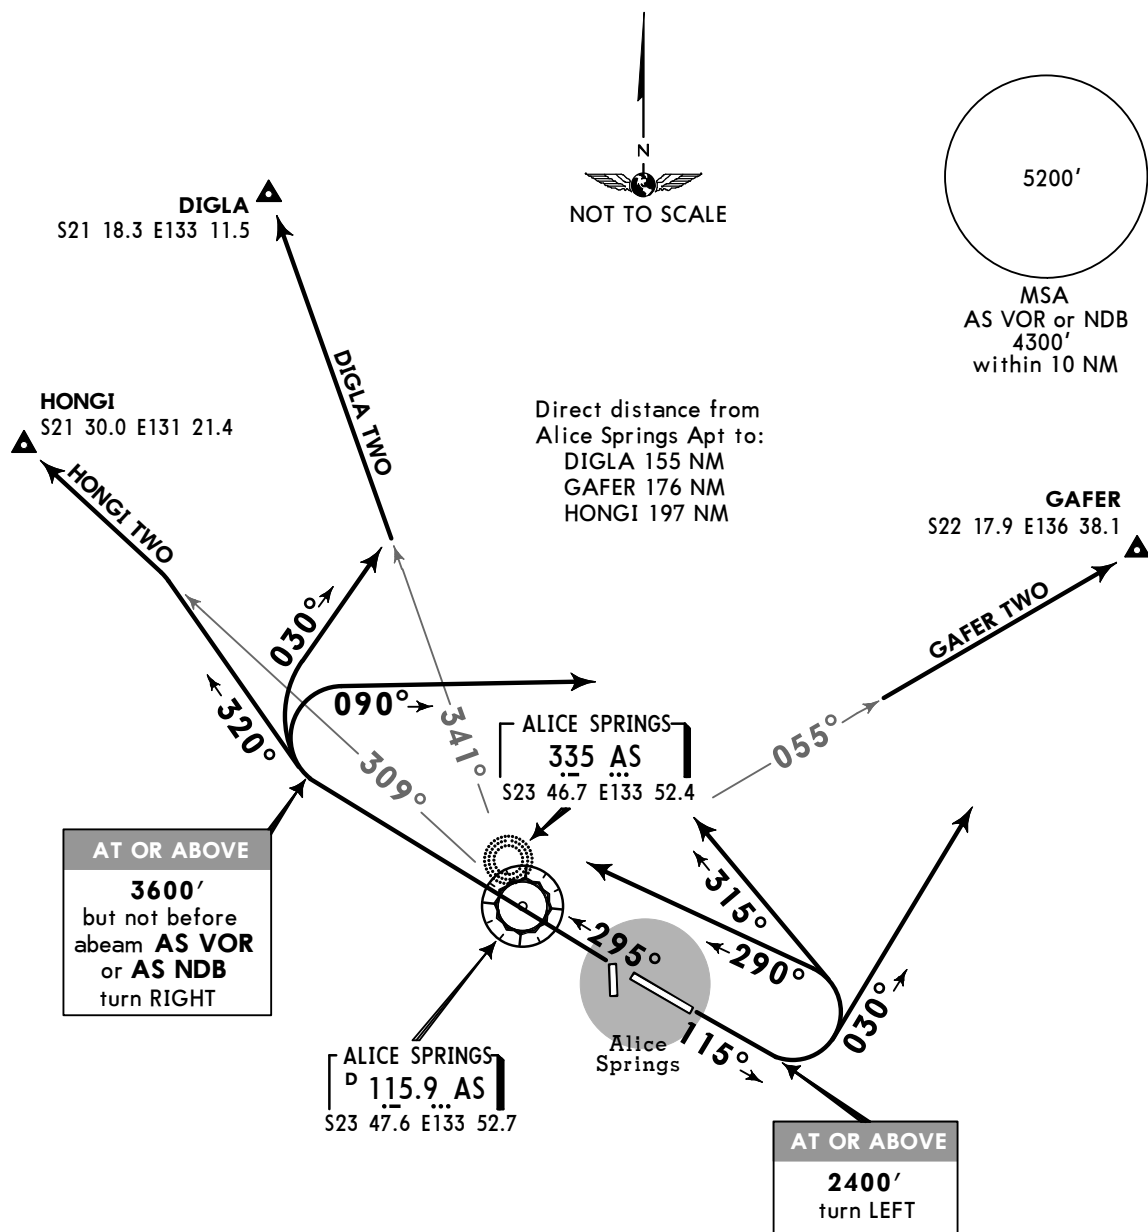 N
NOT TO SCALE
5200'
MSA
AS VOR or NDB
4300'
within 10 NM
DIGLA
S21 18.3 E133 11.5
DIGLA TWO
HONGI
S21 30.0 E131 21.4
HONGI TWO
Direct distance from
Alice Springs Apt to:
DIGLA 155 NM
GAFER 176 NM
HONGI 197 NM
GAFER
S22 17.9 E136 38.1
GAFER TWO
030°
090°
320°
341°
309°
055°
ALICE SPRINGS
335 AS
S23 46.7 E133 52.4
AT OR ABOVE
3600'
but not before
abeam AS VOR
or AS NDB
turn RIGHT
315°
290°
295°
030°
115°
Alice
Springs
ALICE SPRINGS
D 115.9 AS
S23 47.6 E133 52.7
AT OR ABOVE
2400'
turn LEFT